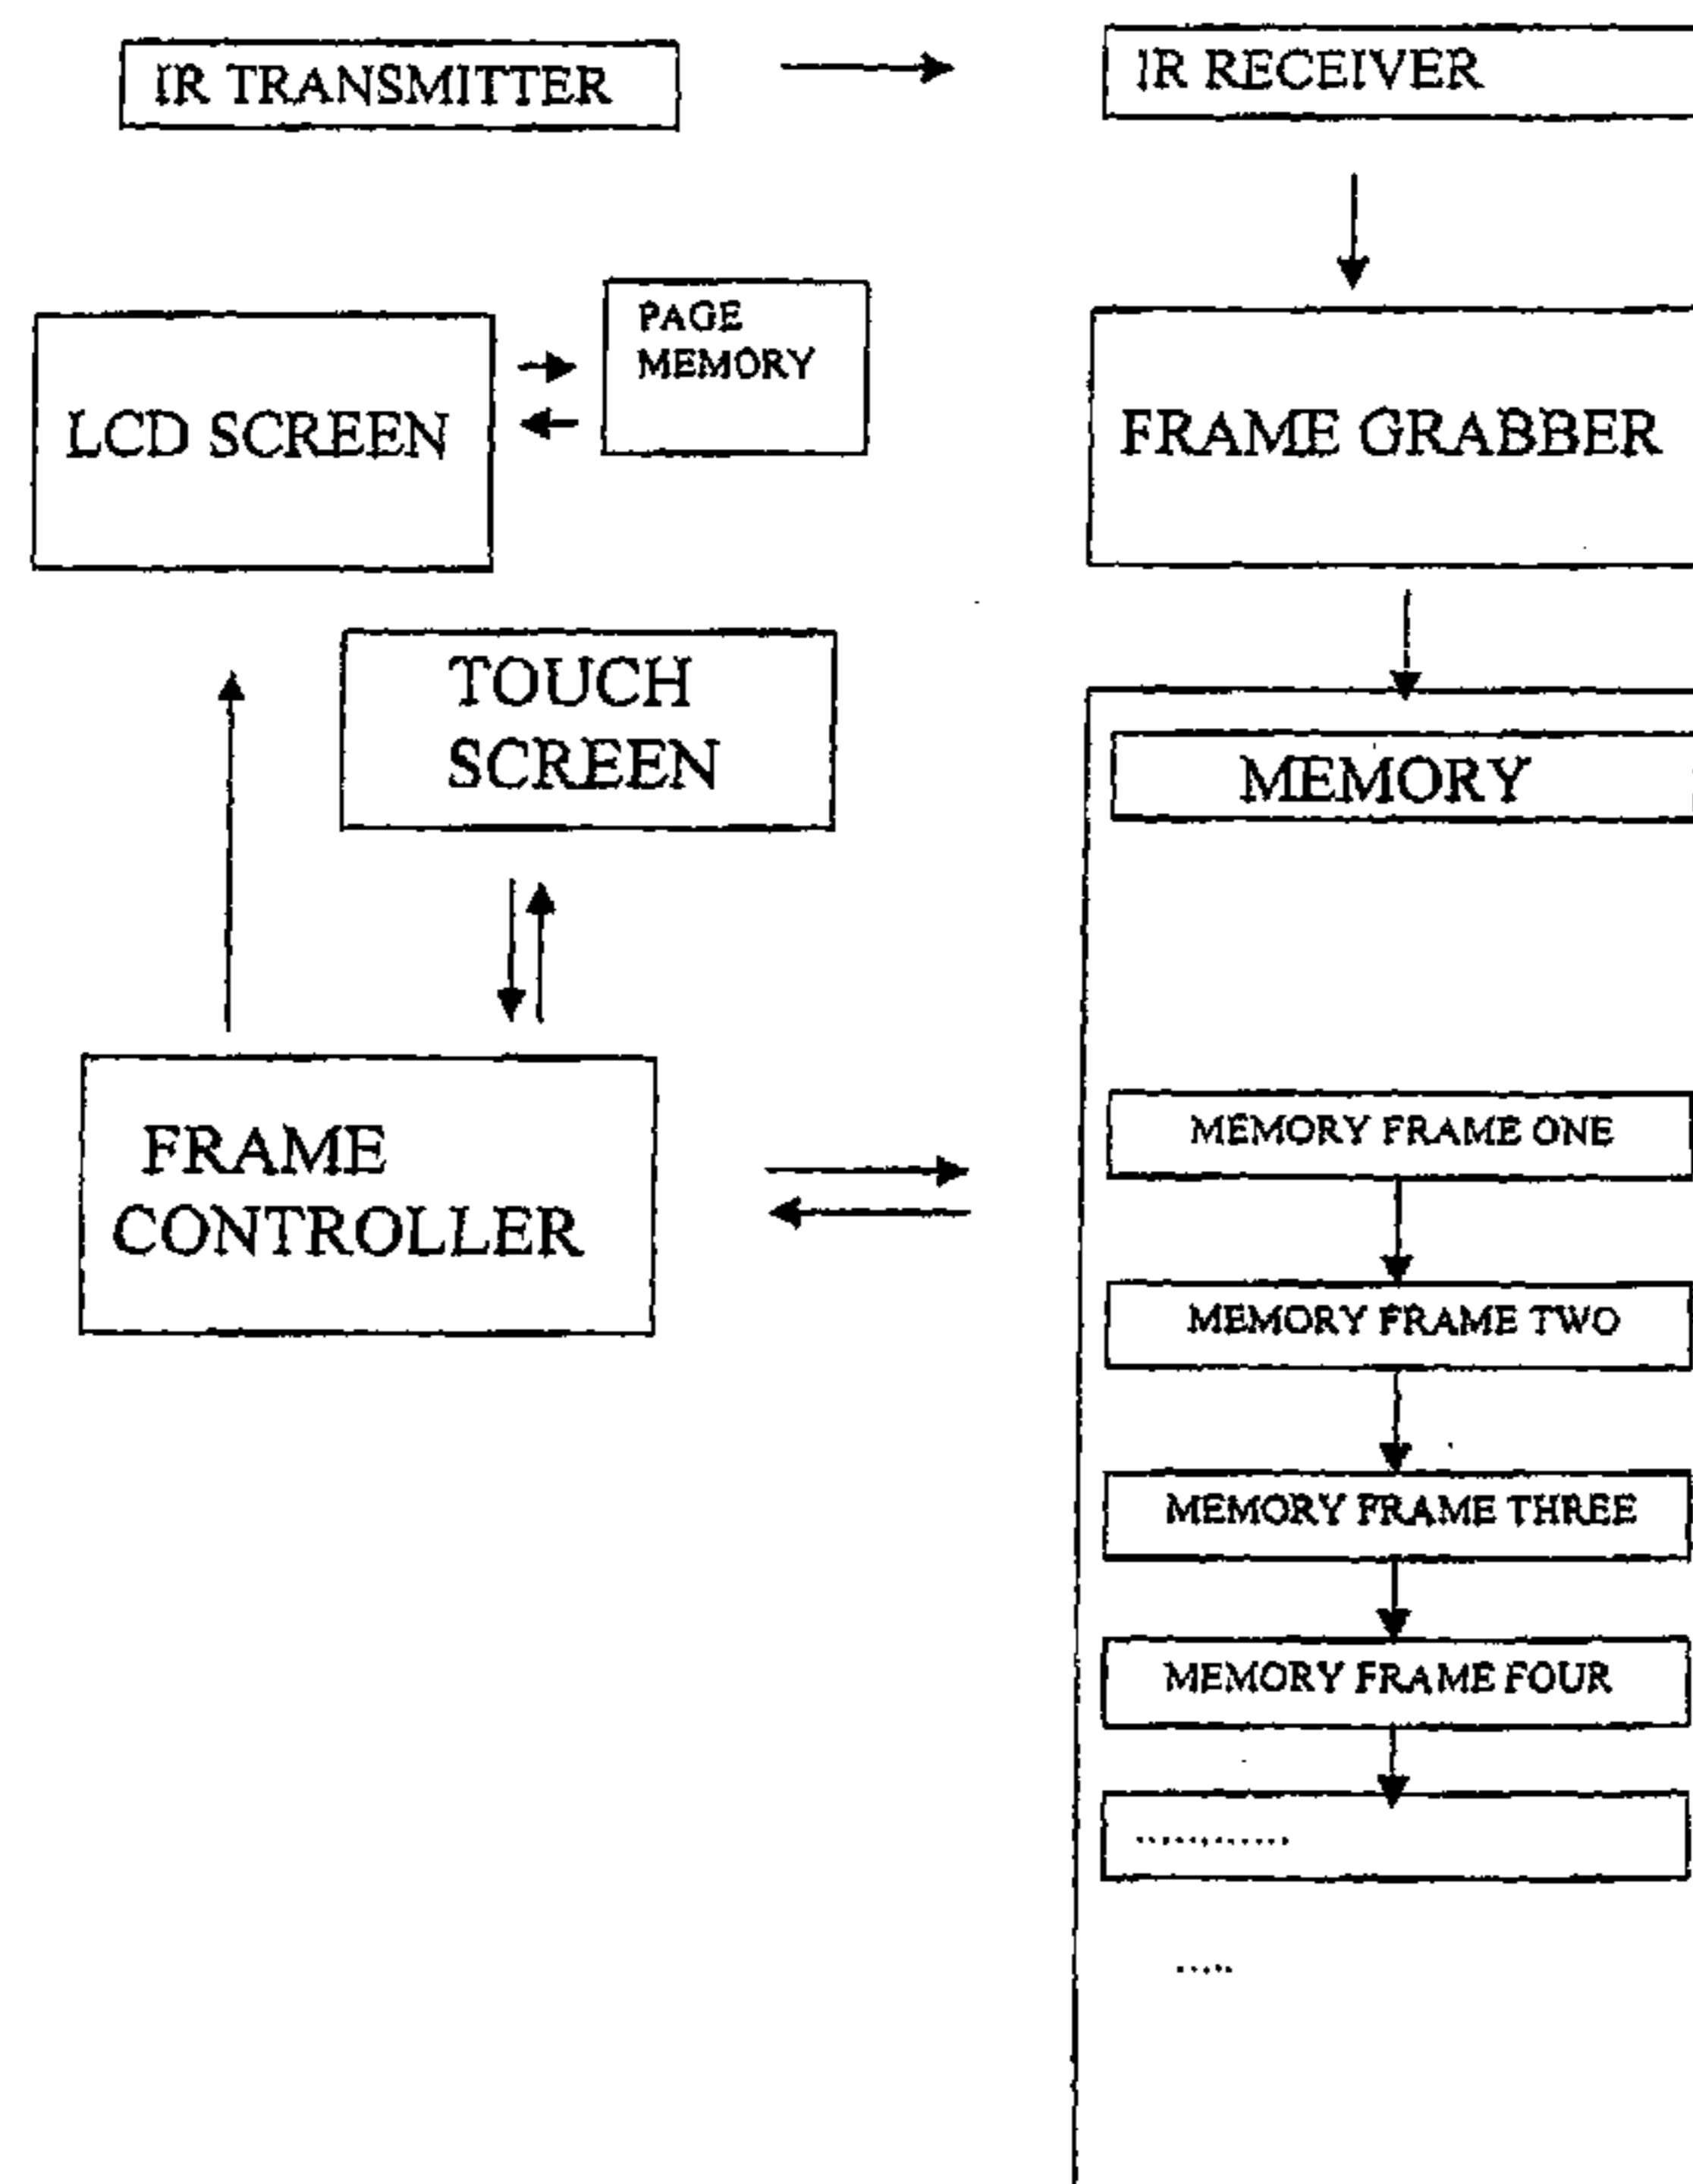 IR TRANSMITTER
IR RECEIVER
PAGE
MEMORY
LCD SCREEN
FRAME GRABBER
TOUCH
SCREEN
MEMORY
FRAME
CONTROLLER
MEMORY FRAME ONE
MEMORY FRAME TWO
MEMORY FRAME THREE
MEMORY FRAME FOUR
............
.....